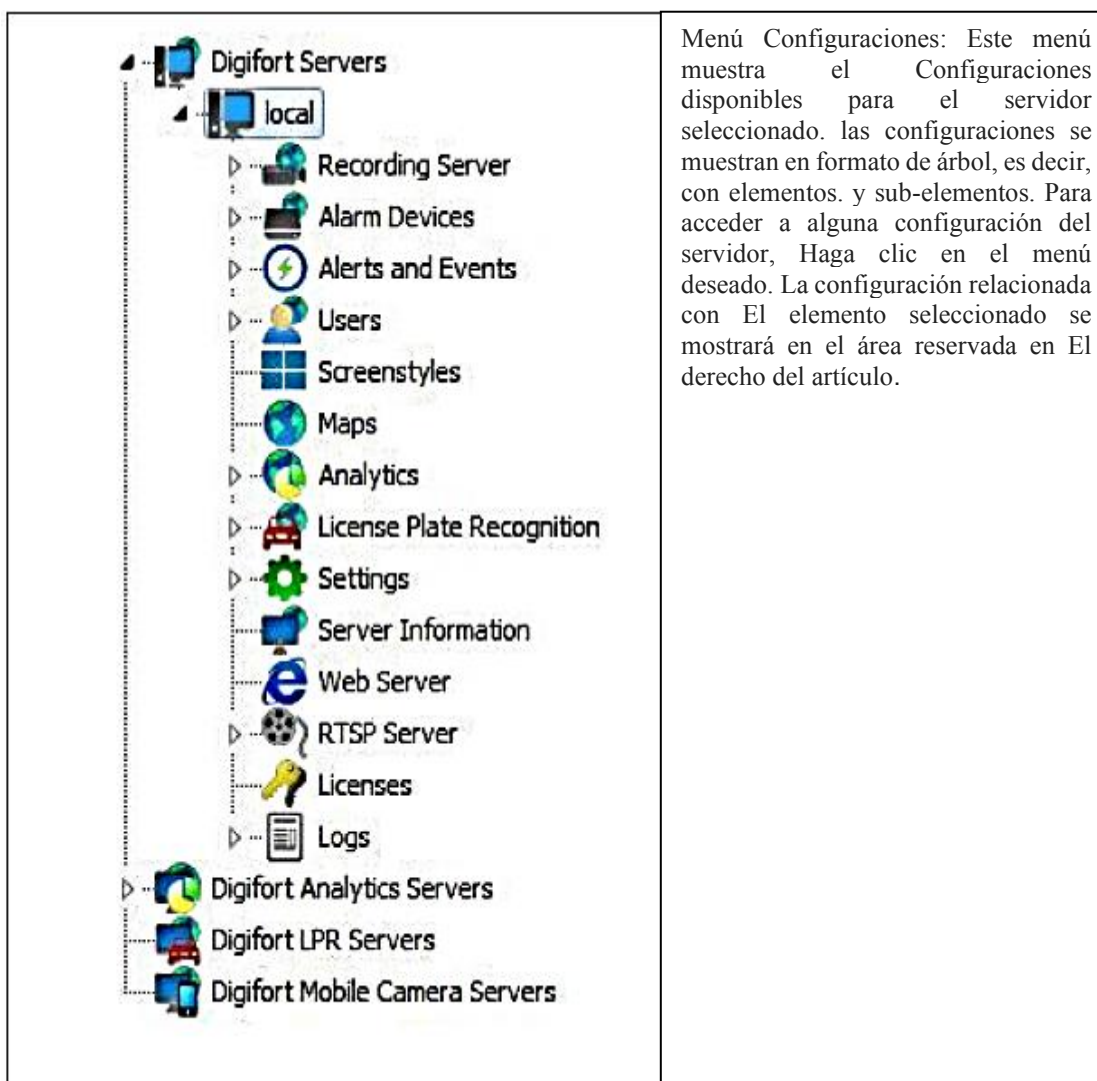 Digifort Servers
local
Recording Server
Alarm Devices
Alerts and Events
Users
Screenstyles
Maps
Analytics
License Plate Recognition
Settings
Server Information
Web Server
RTSP Server
Licenses
Logs
Digifort Analytics Servers
Digifort LPR Servers
Digifort Mobile Camera Servers
Menú Configuraciones: Este menú
muestra el Configuraciones
disponibles para el servidor
seleccionado. las configuraciones se
muestran en formato de árbol, es decir,
con elementos. y sub-elementos. Para
acceder a alguna configuración del
servidor, Haga clic en el menú
deseado. La configuración relacionada
con El elemento seleccionado se
mostrará en el área reservada en El
derecho del artículo.